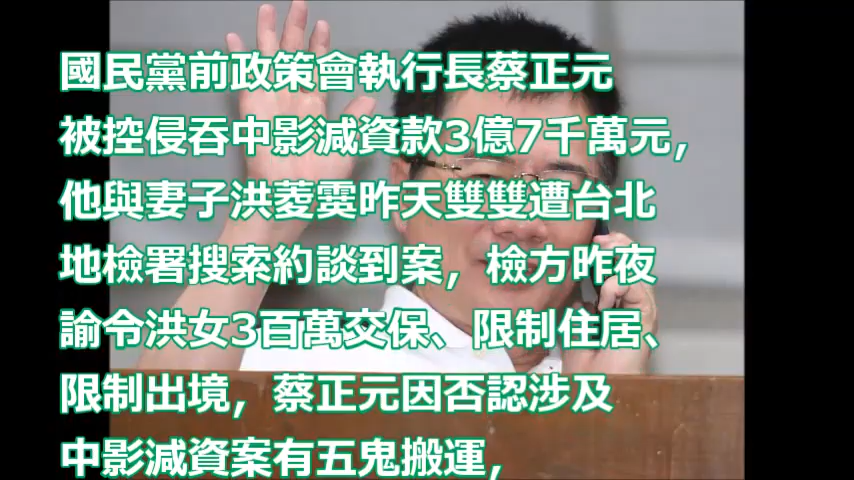 國民黨前政策會執行長蔡正元
被控侵吞中影減資款3億7千萬元，
他與妻子洪菱霙昨天雙雙遭台北
地檢署搜索約談到案，檢方昨夜
諭令洪女3百萬交保、限制住居、
限制出境，蔡正元因否認涉及
中影減資案有五鬼搬運，